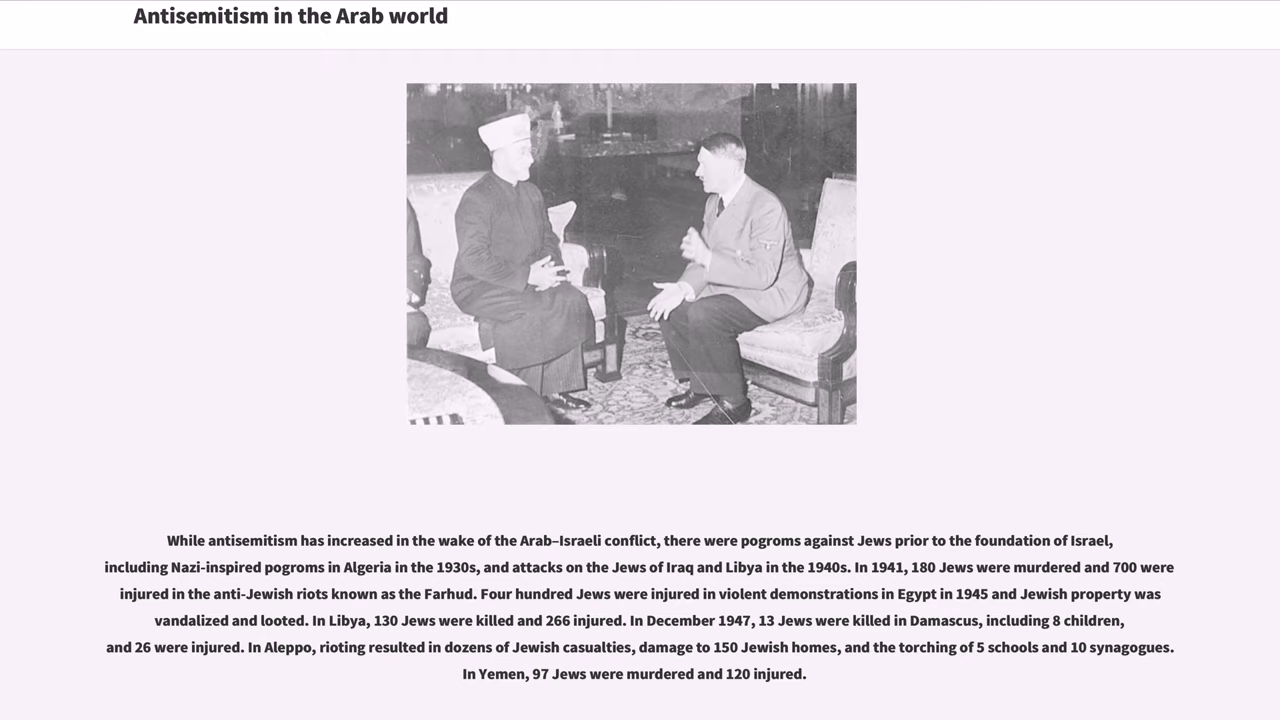 Antisemitism in the Arab world
While antisemitism has increased in the wake of the Arab–Israeli conflict, there were pogroms against Jews prior to the foundation of Israel,
including Nazi-inspired pogroms in Algeria in the 1930s, and attacks on the Jews of Iraq and Libya in the 1940s. In 1941, 180 Jews were murdered and 700 were
injured in the anti-Jewish riots known as the Farhud. Four hundred Jews were injured in violent demonstrations in Egypt in 1945 and Jewish property was
vandalized and looted. In Libya, 130 Jews were killed and 266 injured. In December 1947, 13 Jews were killed in Damascus, including 8 children,
and 26 were injured. In Aleppo, rioting resulted in dozens of Jewish casualties, damage to 150 Jewish homes, and the torching of 5 schools and 10 synagogues.
In Yemen, 97 Jews were murdered and 120 injured.